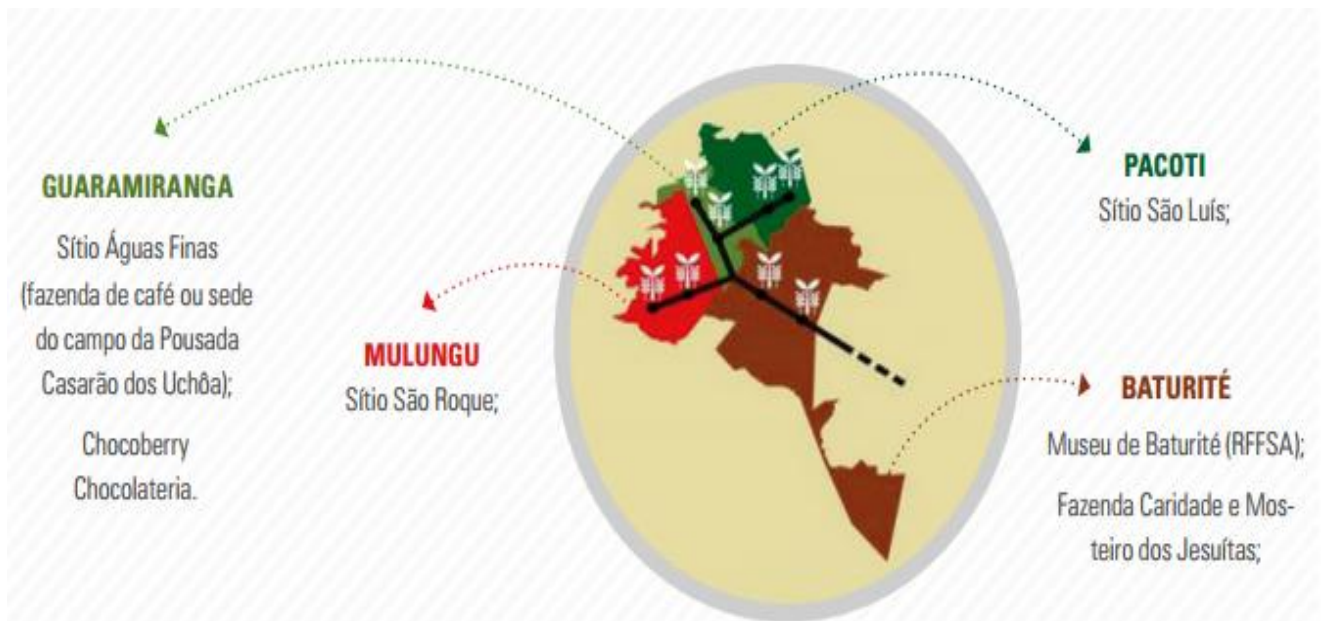 GUARAMIRANGA
Sítio Águas Finas
(fazenda de café ou sede
do campo da Pousada
Casarão dos Uchôa);
Chocoberry
Chocolateria.
MULUNGU
Sítio São Roque;
PACOTI
Sítio São Luís;
BATURITÉ
Museu de Baturité (RFFSA);
Fazenda Caridade e Mos-
teiro dos Jesuítas;